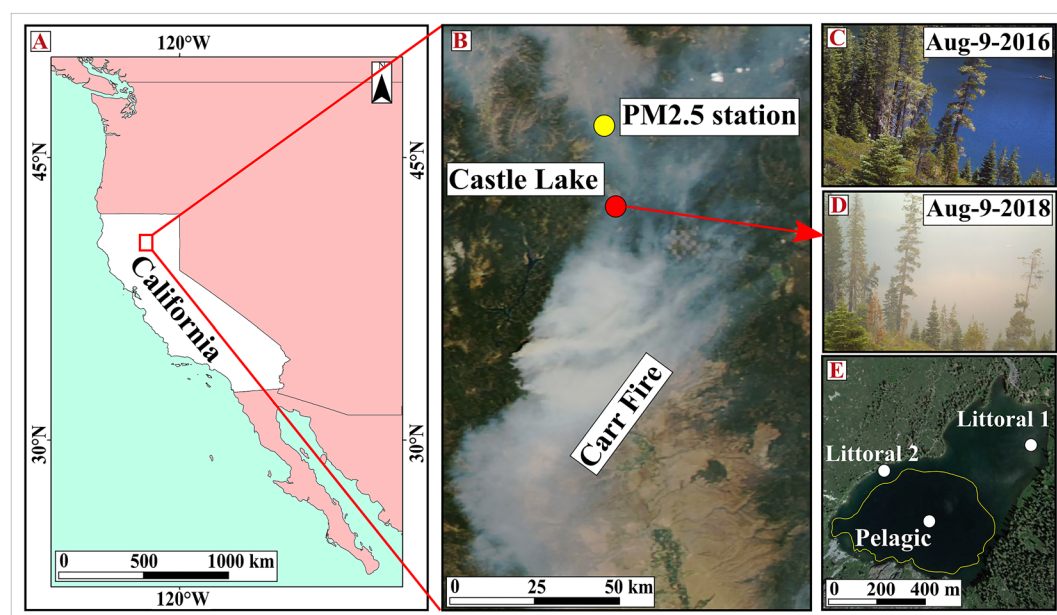 A
120°W
45°N
45°N
California
30°N
30°N
0 500 1000 km
120°W
B
PM2.5 station
Castle Lake
Carr Fire
0 25 50 km
C
Aug-9-2016
D
Aug-9-2018
E
Littoral 1
Littoral 2
Pelagic
0 200 400 m